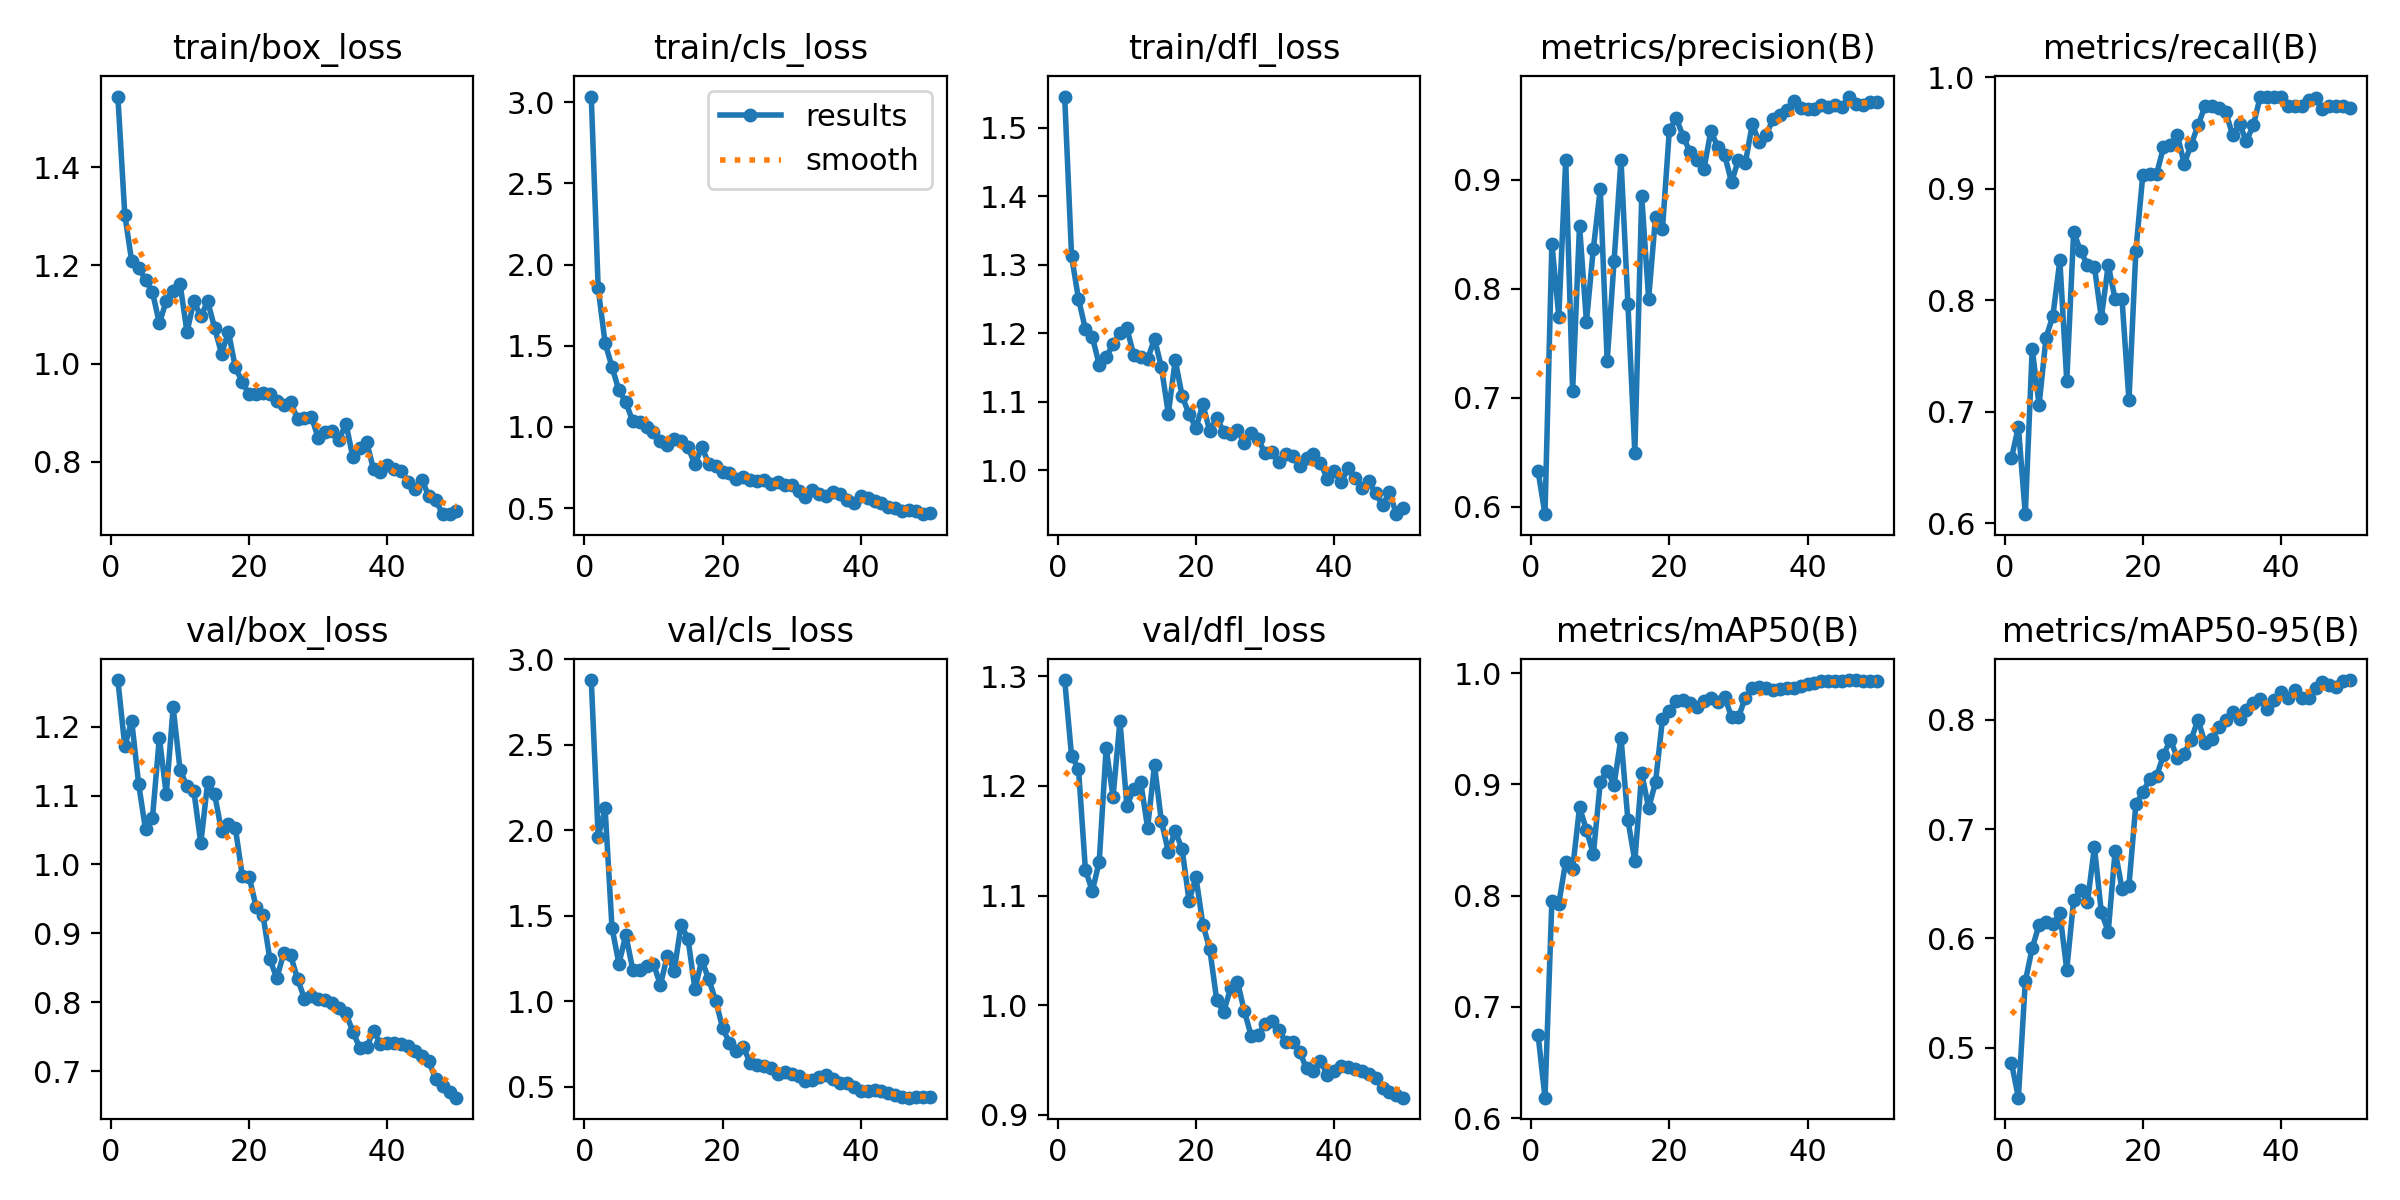 train/box_loss
1.4
1.2
1.0
0.8
0 20 40
train/cls_loss
results
smooth
3.0
2.5
2.0
1.5
1.0
0.5
0 20 40
train/dfl_loss
1.5
1.4
1.3
1.2
1.1
1.0
0 20 40
metrics/precision(B)
0.9
0.8
0.7
0.6
0 20 40
metrics/recall(B)
1.0
0.9
0.8
0.7
0.6
0 20 40
val/box_loss
1.2
1.1
1.0
0.9
0.8
0.7
0 20 40
val/cls_loss
3.0
2.5
2.0
1.5
1.0
0.5
0 20 40
val/dfl_loss
1.3
1.2
1.1
1.0
0.9
0 20 40
metrics/mAP50(B)
1.0
0.9
0.8
0.7
0.6
0 20 40
metrics/mAP50-95(B)
0.8
0.7
0.6
0.5
0 20 40